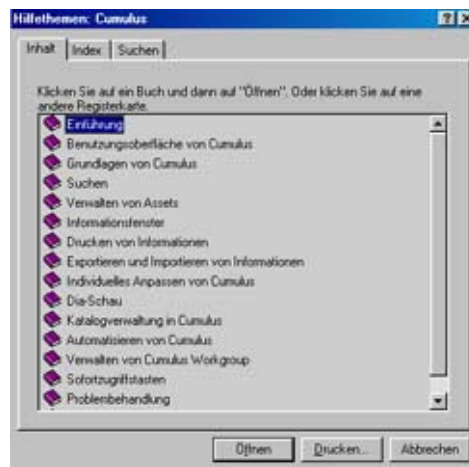 Hilfethemen: Cumulus
Inhalt Index Suchen
Klicken Sie auf ein Buch und dann auf "Öffnen". Oder klicken Sie auf eine
andere Registerkarte.
Einführung
Benutzungsoberfläche von Cumulus
Grundlagen von Cumulus
Suchen
Verwalten von Assets
Informationsfenster
Drucken von Informationen
Exportieren und Importieren von Informationen
Individuelles Anpassen von Cumulus
Dia-Schau
Katalogverwaltung in Cumulus
Automatisieren von Cumulus
Verwalten von Cumulus Workgroup
Sofortzugriffstasten
Problembehandlung
Öffnen Drucken... Abbrechen